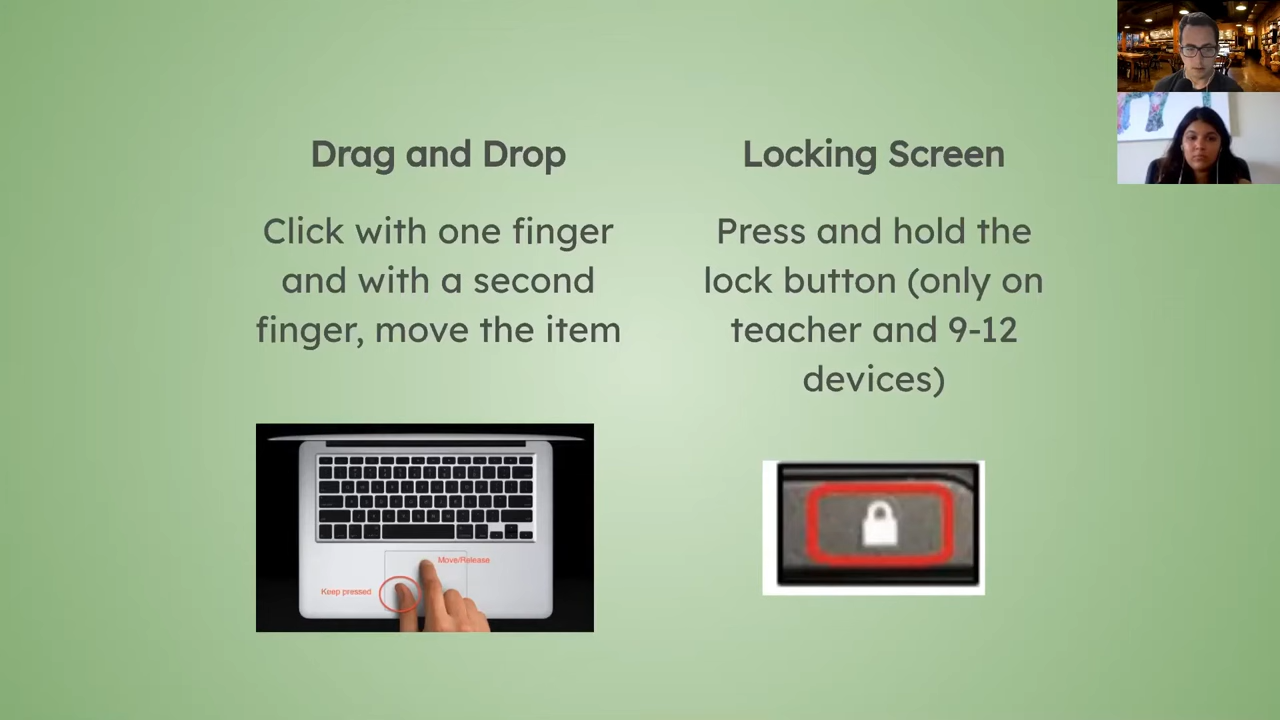 Drag and Drop
Click with one finger
and with a second
finger, move the item
Move/Release
Keep pressed
Locking Screen
Press and hold the
lock button (only on
teacher and 9-12
devices)